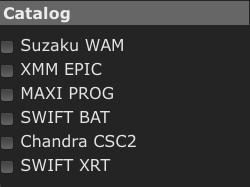 Catalog
Suzaku WAM
XMM EPIC
MAXI PROG
SWIFT BAT
Chandra CSC2
SWIFT XRT